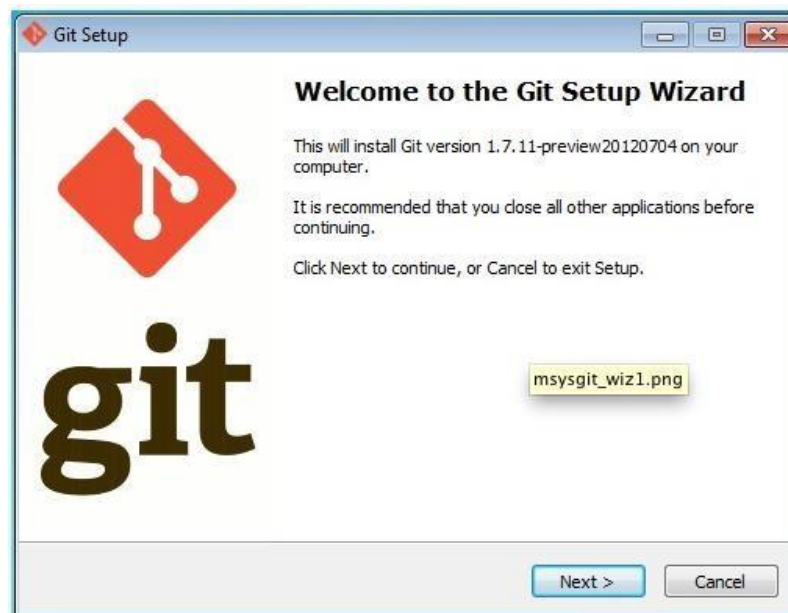 Git Setup
Welcome to the Git Setup Wizard
This will install Git version 1.7.11-preview20120704 on your
computer.
It is recommended that you close all other applications before
continuing.
Click Next to continue, or Cancel to exit Setup.
git
msysgit_wiz1.png
Next >
Cancel